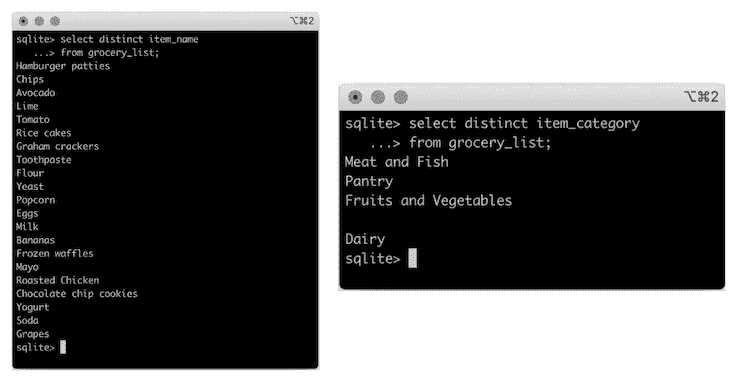 ⌥⌘2
sqlite> select distinct item_name
...> from grocery_list;
Hamburger patties
Chips
Avocado
Lime
Tomato
Rice cakes
Graham crackers
Toothpaste
Flour
Yeast
Popcorn
Eggs
Milk
Bananas
Frozen waffles
Mayo
Roasted Chicken
Chocolate chip cookies
Yogurt
Soda
Grapes
sqlite>
⌥⌘2
sqlite> select distinct item_category
...> from grocery_list;
Meat and Fish
Pantry
Fruits and Vegetables
Dairy
sqlite>